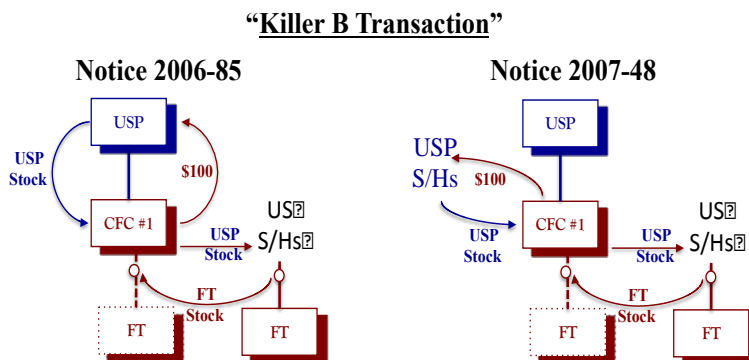 “Killer B Transaction”
Notice 2006-85
USP
USP
Stock
$100
CFC #1
US
S/Hs
USP
Stock
FT
Stock
FT
FT
Notice 2007-48
USP
USP
S/Hs
$100
CFC #1
US
S/Hs
USP
Stock
USP
Stock
FT
Stock
FT
FT